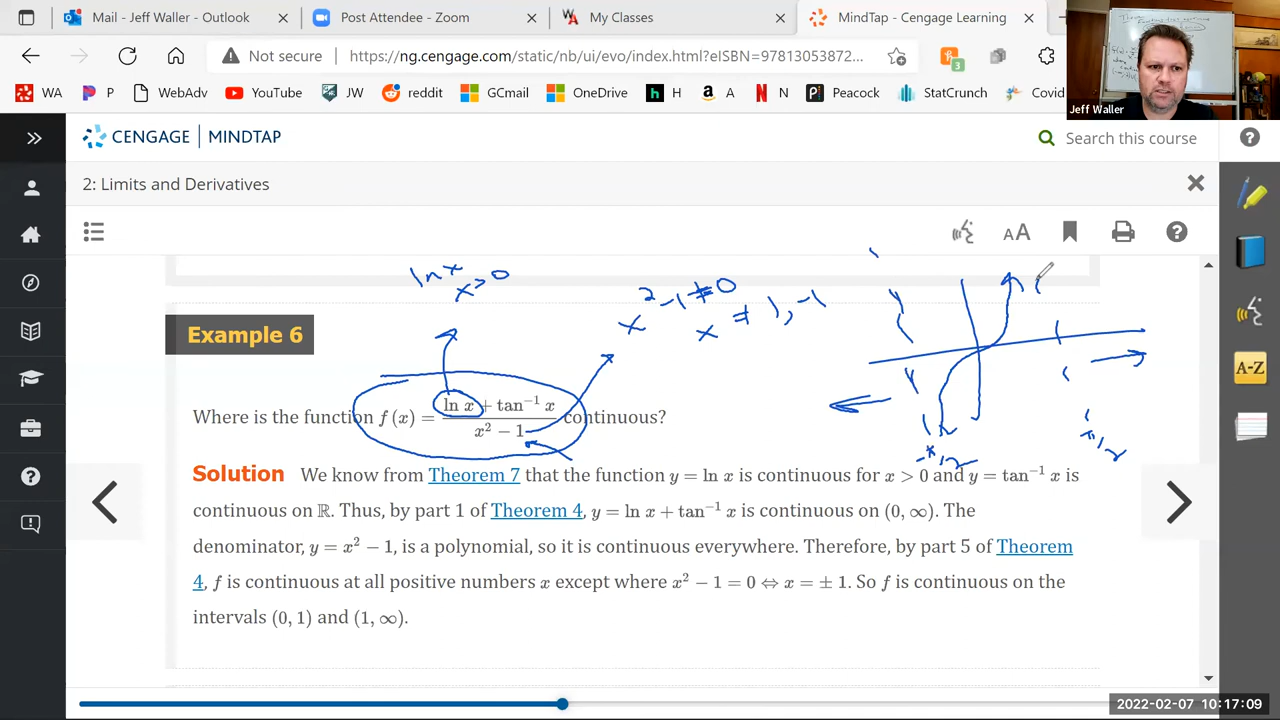 Mail - Jeff Waller - Outlook
Post Attendee - Zoom
My Classes
MindTap - Cengage Learning
Not secure
https://ng.cengage.com/static/nb/ui/evo/index.html?eISBN=97813053872...
3
WA
P
WebAdv
YouTube
JW
reddit
GCmail
OneDrive
H
A
N
Peacock
StatCrunch
Covid
Jeff Waller
CENGAGE | MINDTAP
Search this course
2: Limits and Derivatives
AA
ln x
x > 0
x² - 1 ≠ 0
x ≠ 1, -1
Example 6
Where is the function f(x) = (ln x + tan⁻¹ x)/(x² − 1) continuous?
-π/2
π/2
Solution We know from Theorem 7 that the function y = ln x is continuous for x > 0 and y = tan⁻¹ x is
continuous on ℝ. Thus, by part 1 of Theorem 4, y = ln x + tan⁻¹ x is continuous on (0, ∞). The
denominator, y = x² − 1, is a polynomial, so it is continuous everywhere. Therefore, by part 5 of Theorem
4, f is continuous at all positive numbers x except where x² − 1 = 0 ⇔ x = ± 1. So f is continuous on the
intervals (0, 1) and (1, ∞).
A-Z
2022-02-07 10:17:09